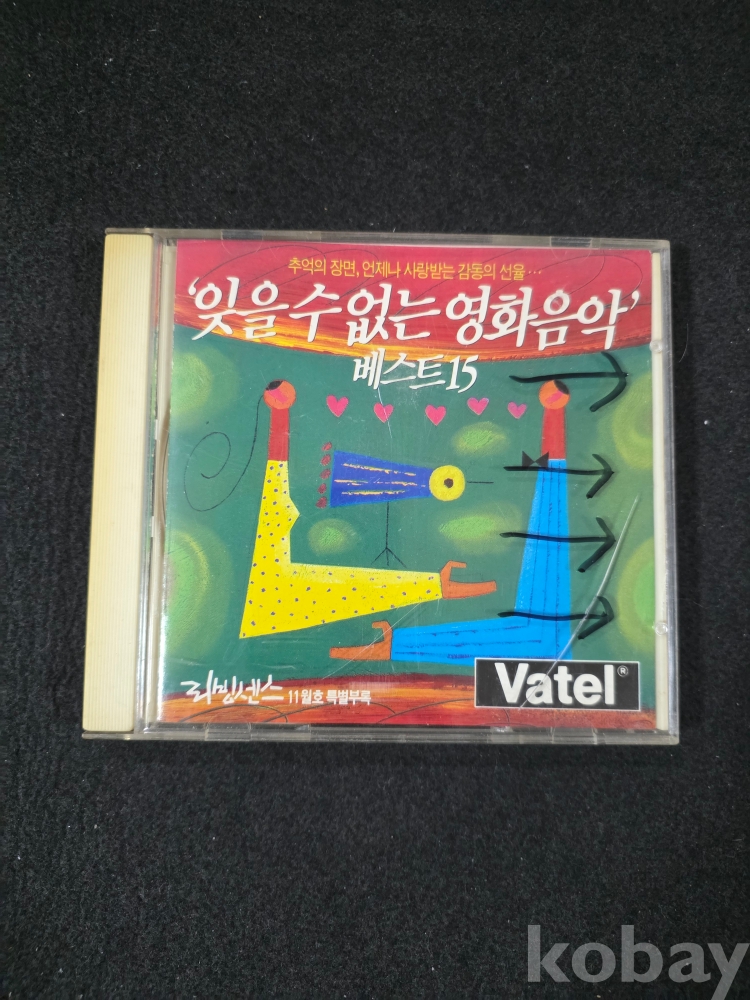 추억의 장면, 언제나 사랑받는 감동의 선율…
'잊을 수 없는 영화음악'
베스트15
리빙센스 11월호 특별부록
Vatel®
kobay